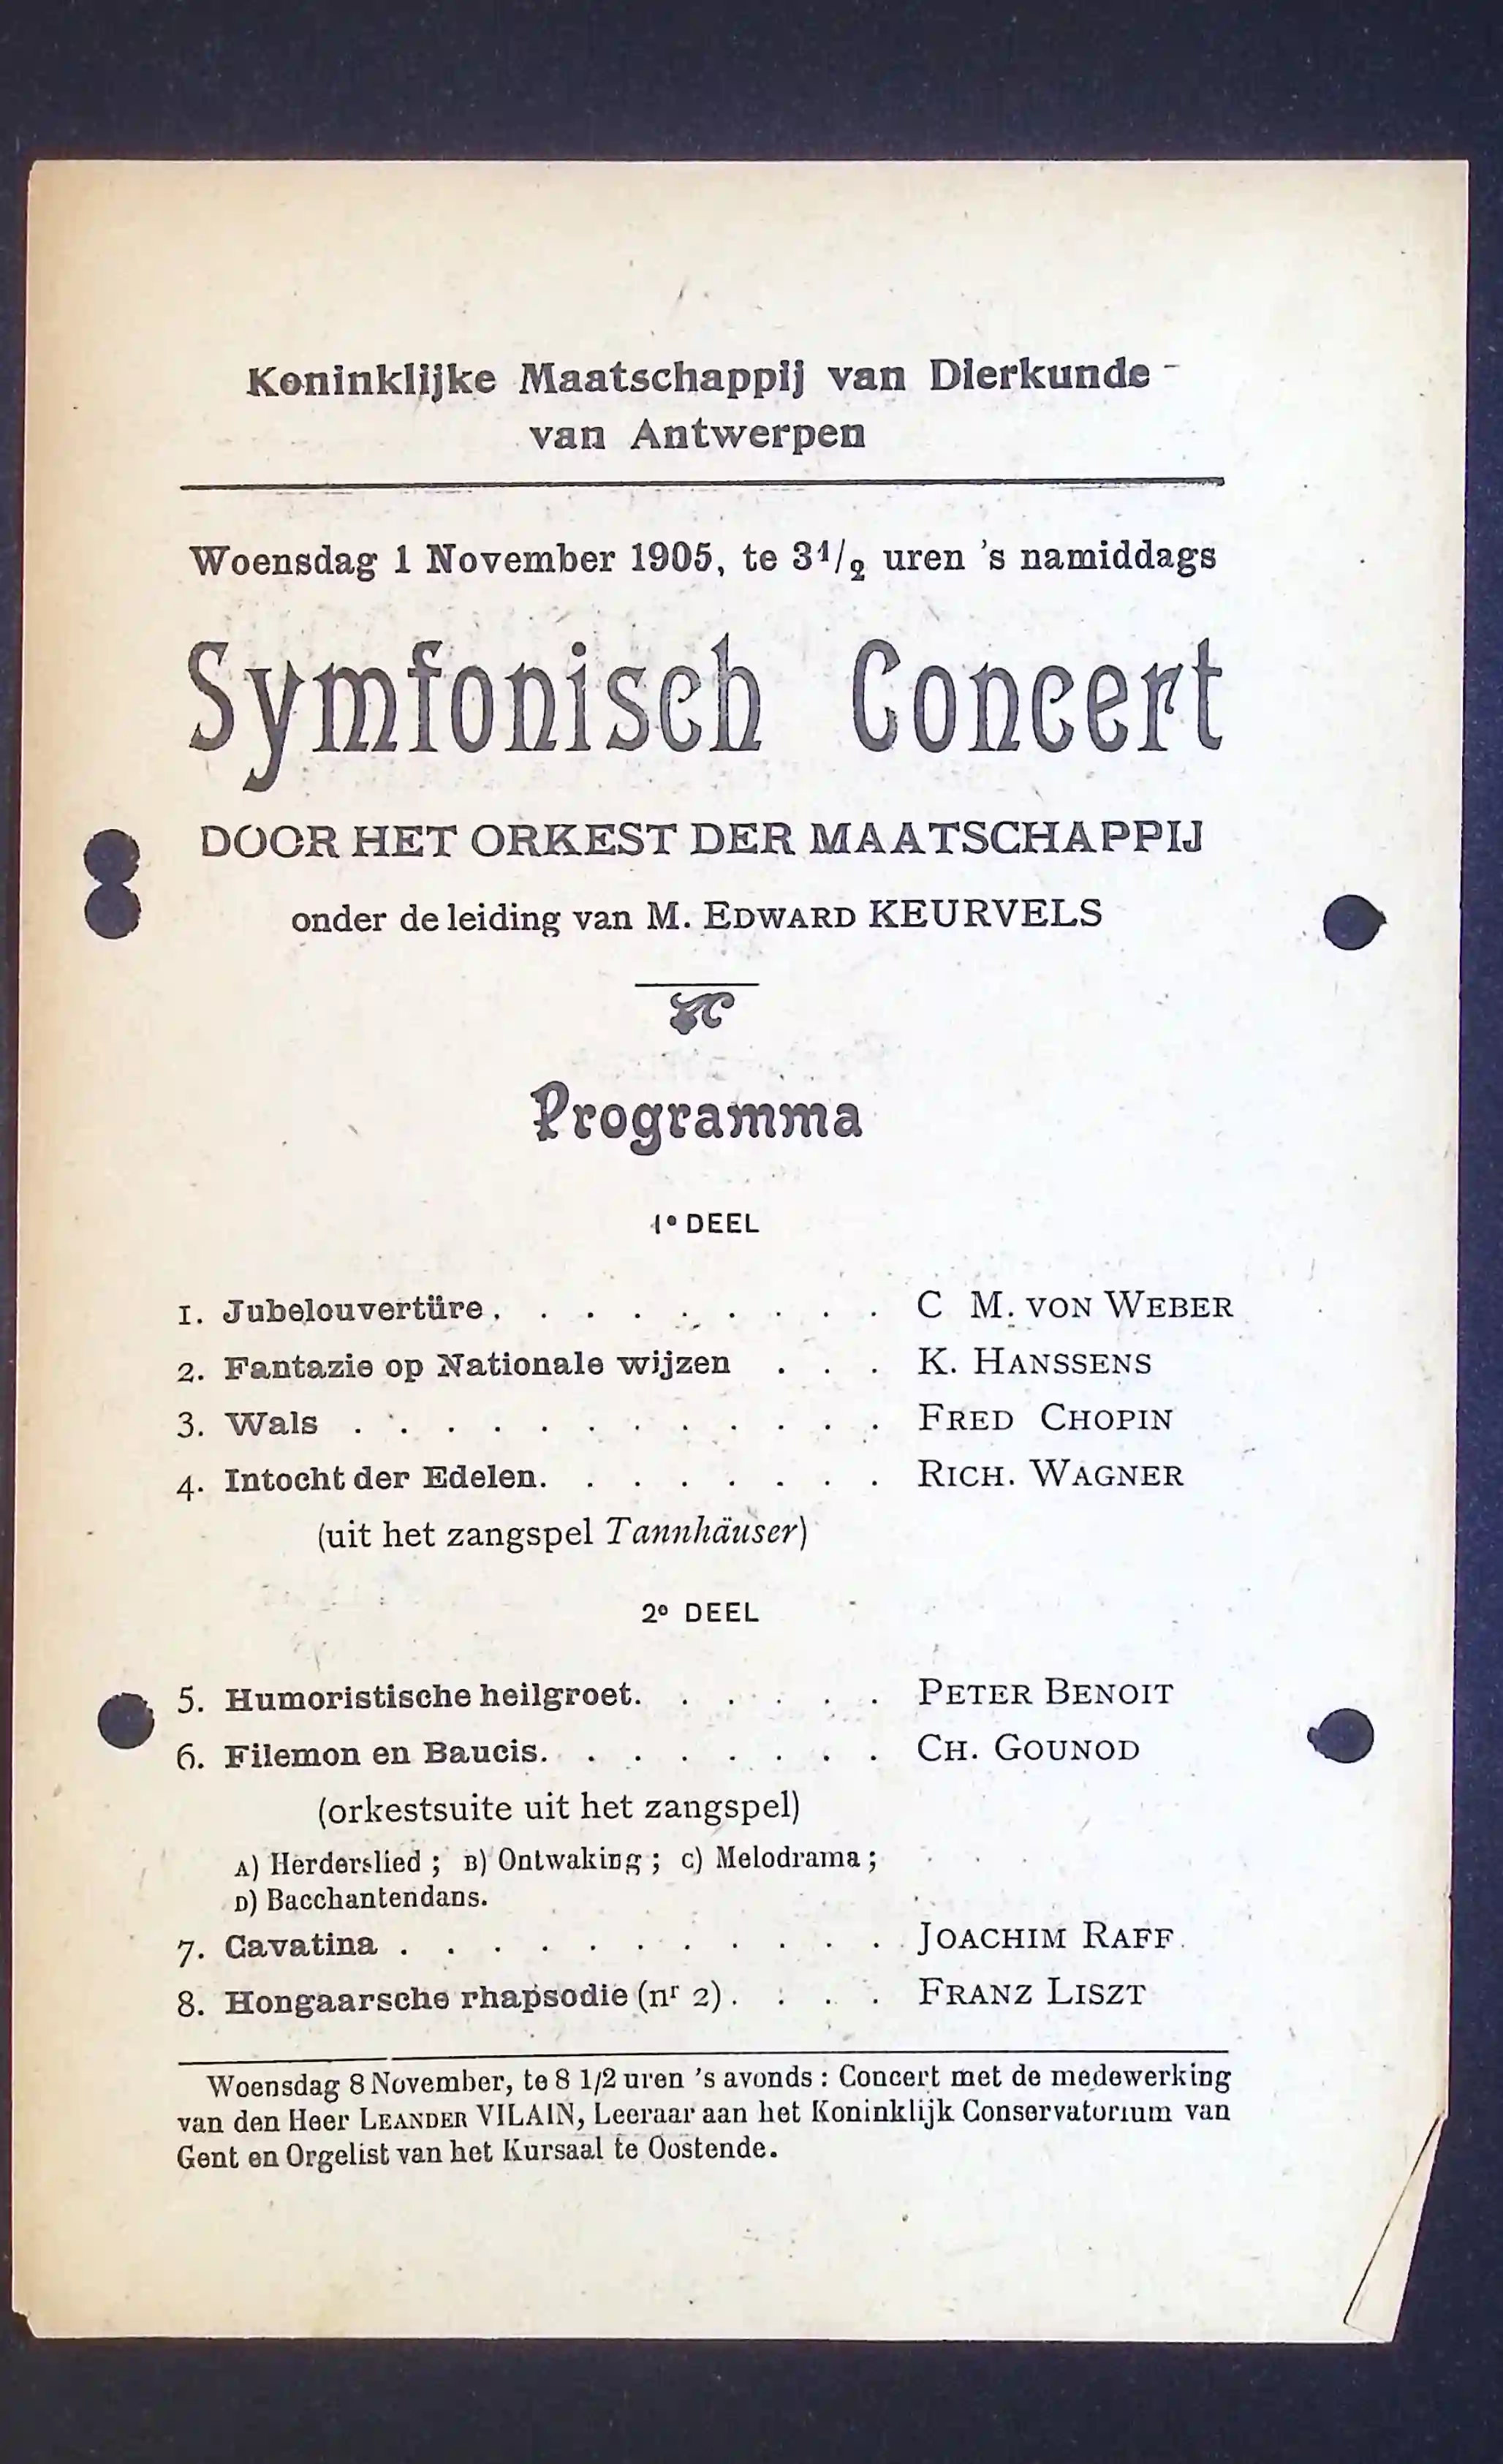 Koninklijke Maatschappij van Dierkunde
van Antwerpen
Woensdag 1 November 1905, te 3 1/2 uren 's namiddags
Symfonisch Concert
DOOR HET ORKEST DER MAATSCHAPPIJ
onder de leiding van M. EDWARD KEURVELS
Programma
1e DEEL
1. Jubelouvertüre. . . . . . . . . C M. VON WEBER
2. Fantazie op Nationale wijzen . . . K. HANSSENS
3. Wals . . . . . . . . . . . . FRED CHOPIN
4. Intocht der Edelen. . . . . . . . RICH. WAGNER
(uit het zangspel Tannhäuser)
2e DEEL
5. Humoristische heilgroet. . . . . . PETER BENOIT
6. Filemon en Baucis. . . . . . . . CH. GOUNOD
(orkestsuite uit het zangspel)
A) Herderslied ; B) Ontwaking ; C) Melodrama ;
D) Bacchantendans.
7. Cavatina . . . . . . . . . . . JOACHIM RAFF
8. Hongaarsche rhapsodie (nr 2) . . . . FRANZ LISZT
Woensdag 8 November, te 8 1/2 uren 's avonds : Concert met de medewerking
van den Heer LEANDER VILAIN, Leeraar aan het Koninklijk Conservatorium van
Gent en Orgelist van het Kursaal te Oostende.